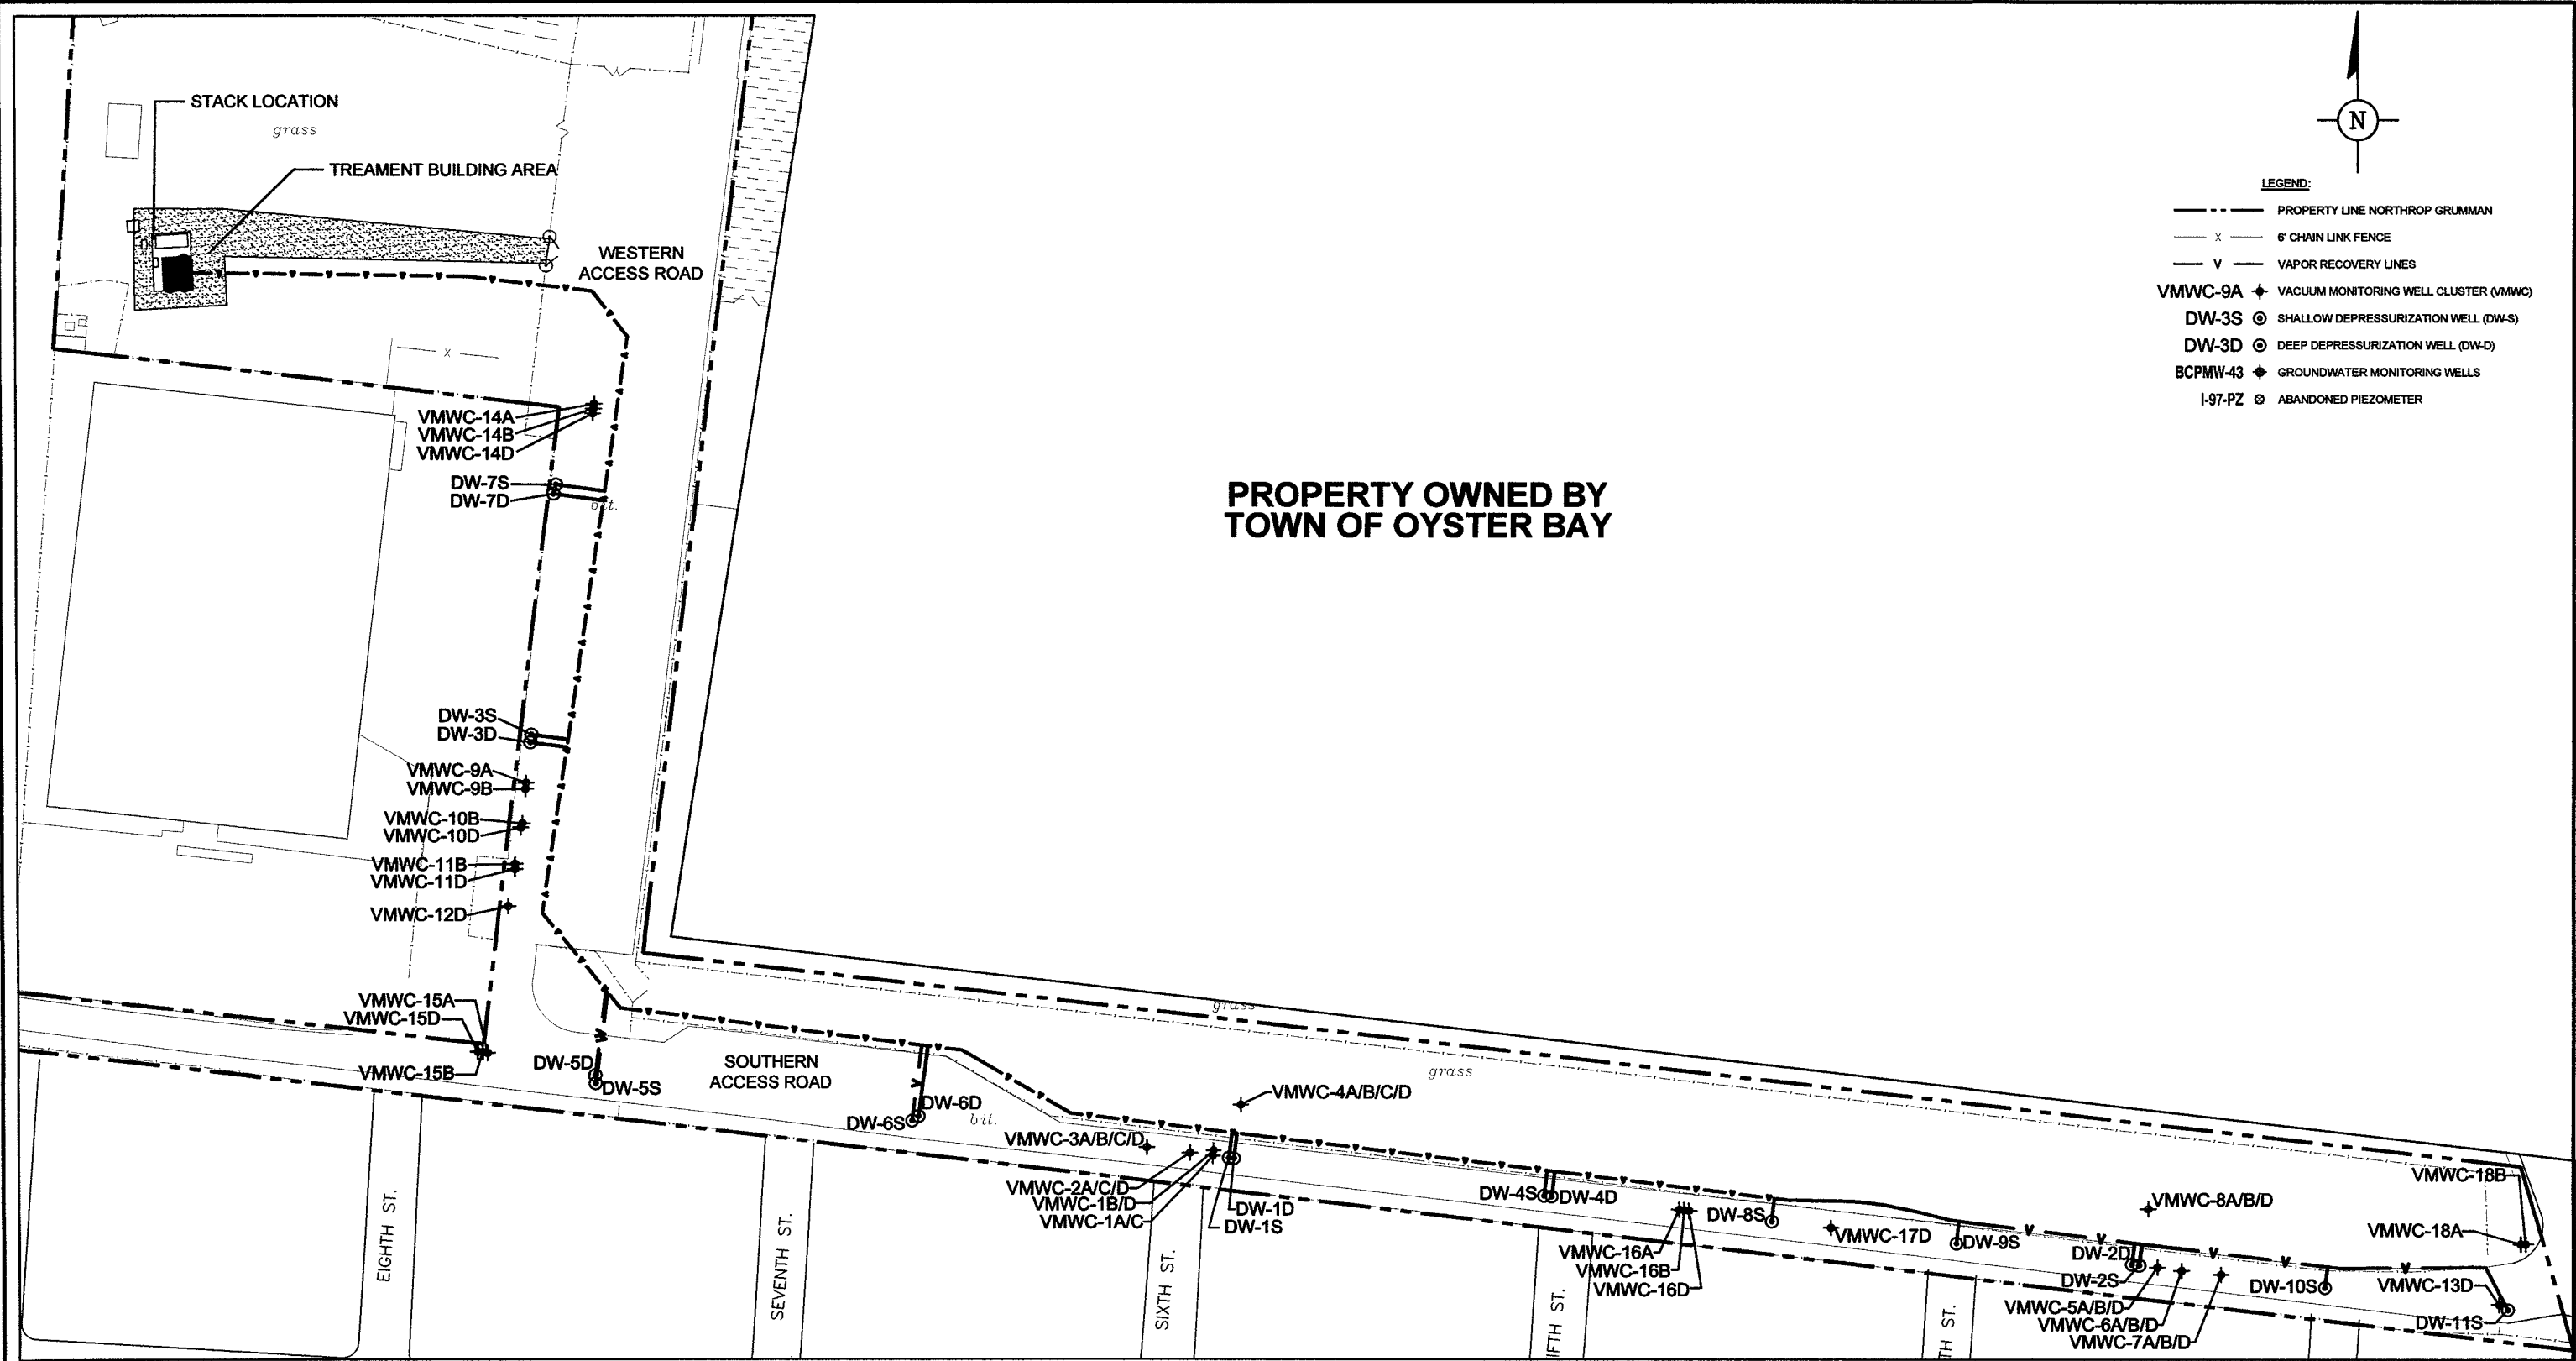 STACK LOCATION
grass
TREAMENT BUILDING AREA
WESTERN
ACCESS ROAD
N
LEGEND:
PROPERTY LINE NORTHROP GRUMMAN
X 6' CHAIN LINK FENCE
V VAPOR RECOVERY LINES
VMWC-9A VACUUM MONITORING WELL CLUSTER (VMWC)
DW-3S SHALLOW DEPRESSURIZATION WELL (DW-S)
DW-3D DEEP DEPRESSURIZATION WELL (DW-D)
BCPMW-43 GROUNDWATER MONITORING WELLS
I-97-PZ ABANDONED PIEZOMETER
X
VMWC-14A
VMWC-14B
VMWC-14D
DW-7S
DW-7D
bit.
PROPERTY OWNED BY
TOWN OF OYSTER BAY
DW-3S
DW-3D
VMWC-9A
VMWC-9B
VMWC-10B
VMWC-10D
VMWC-11B
VMWC-11D
VMWC-12D
VMWC-15A
VMWC-15D
VMWC-15B
DW-5D
DW-5S
SOUTHERN
ACCESS ROAD
DW-6D
DW-6S
bit.
grass
grass
VMWC-4A/B/C/D
VMWC-3A/B/C/D
VMWC-2A/C/D
VMWC-1B/D
VMWC-1A/C
DW-1D
DW-1S
DW-4S
DW-4D
DW-8S
VMWC-16A
VMWC-16B
VMWC-16D
VMWC-17D
DW-9S
VMWC-8A/B/D
DW-2D
DW-2S
VMWC-5A/B/D
VMWC-6A/B/D
VMWC-7A/B/D
DW-10S
VMWC-18B
VMWC-18A
VMWC-13D
DW-11S
EIGHTH ST.
SEVENTH ST.
SIXTH ST.
IFTH ST.
TH ST.